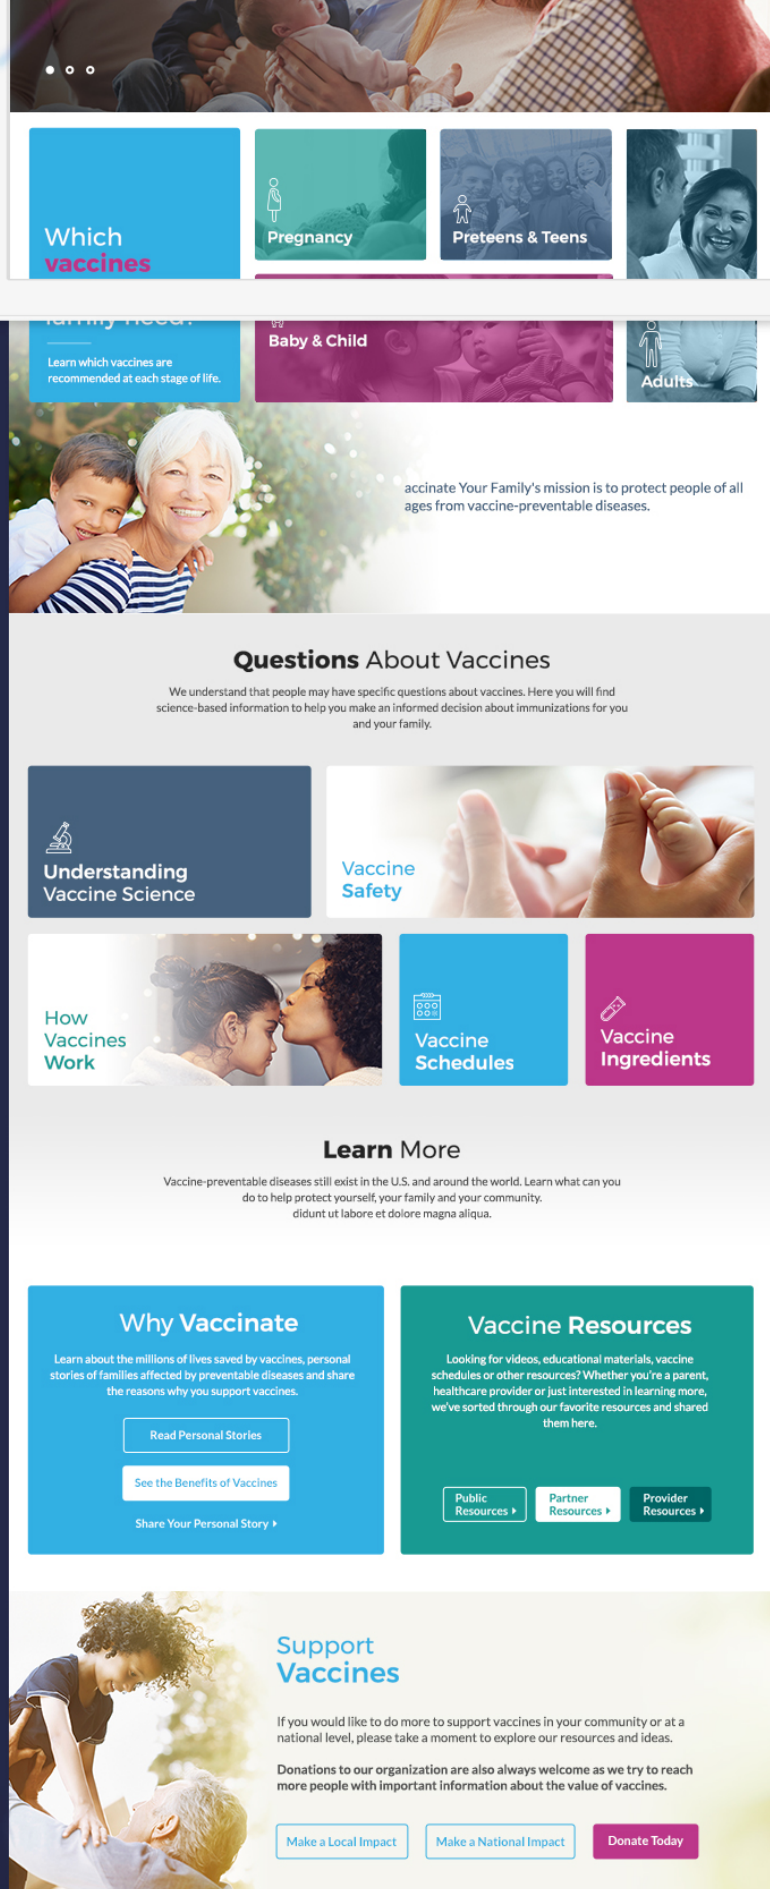 Which
vaccines
family need?
Learn which vaccines are
recommended at each stage of life.
Pregnancy
Preteens & Teens
Baby & Child
Adults
accinate Your Family's mission is to protect people of all
ages from vaccine-preventable diseases.
Questions About Vaccines
We understand that people may have specific questions about vaccines. Here you will find
science-based information to help you make an informed decision about immunizations for you
and your family.
Understanding
Vaccine Science
Vaccine
Safety
How
Vaccines
Work
Vaccine
Schedules
Vaccine
Ingredients
Learn More
Vaccine-preventable diseases still exist in the U.S. and around the world. Learn what can you
do to help protect yourself, your family and your community.
didunt ut labore et dolore magna aliqua.
Why Vaccinate
Learn about the millions of lives saved by vaccines, personal
stories of families affected by preventable diseases and share
the reasons why you support vaccines.
Read Personal Stories
See the Benefits of Vaccines
Share Your Personal Story
Vaccine Resources
Looking for videos, educational materials, vaccine
schedules or other resources? Whether you're a parent,
healthcare provider or just interested in learning more,
we've sorted through our favorite resources and shared
them here.
Public
Resources
Partner
Resources
Provider
Resources
Support
Vaccines
If you would like to do more to support vaccines in your community or at a
national level, please take a moment to explore our resources and ideas.
Donations to our organization are also always welcome as we try to reach
more people with important information about the value of vaccines.
Make a Local Impact
Make a National Impact
Donate Today